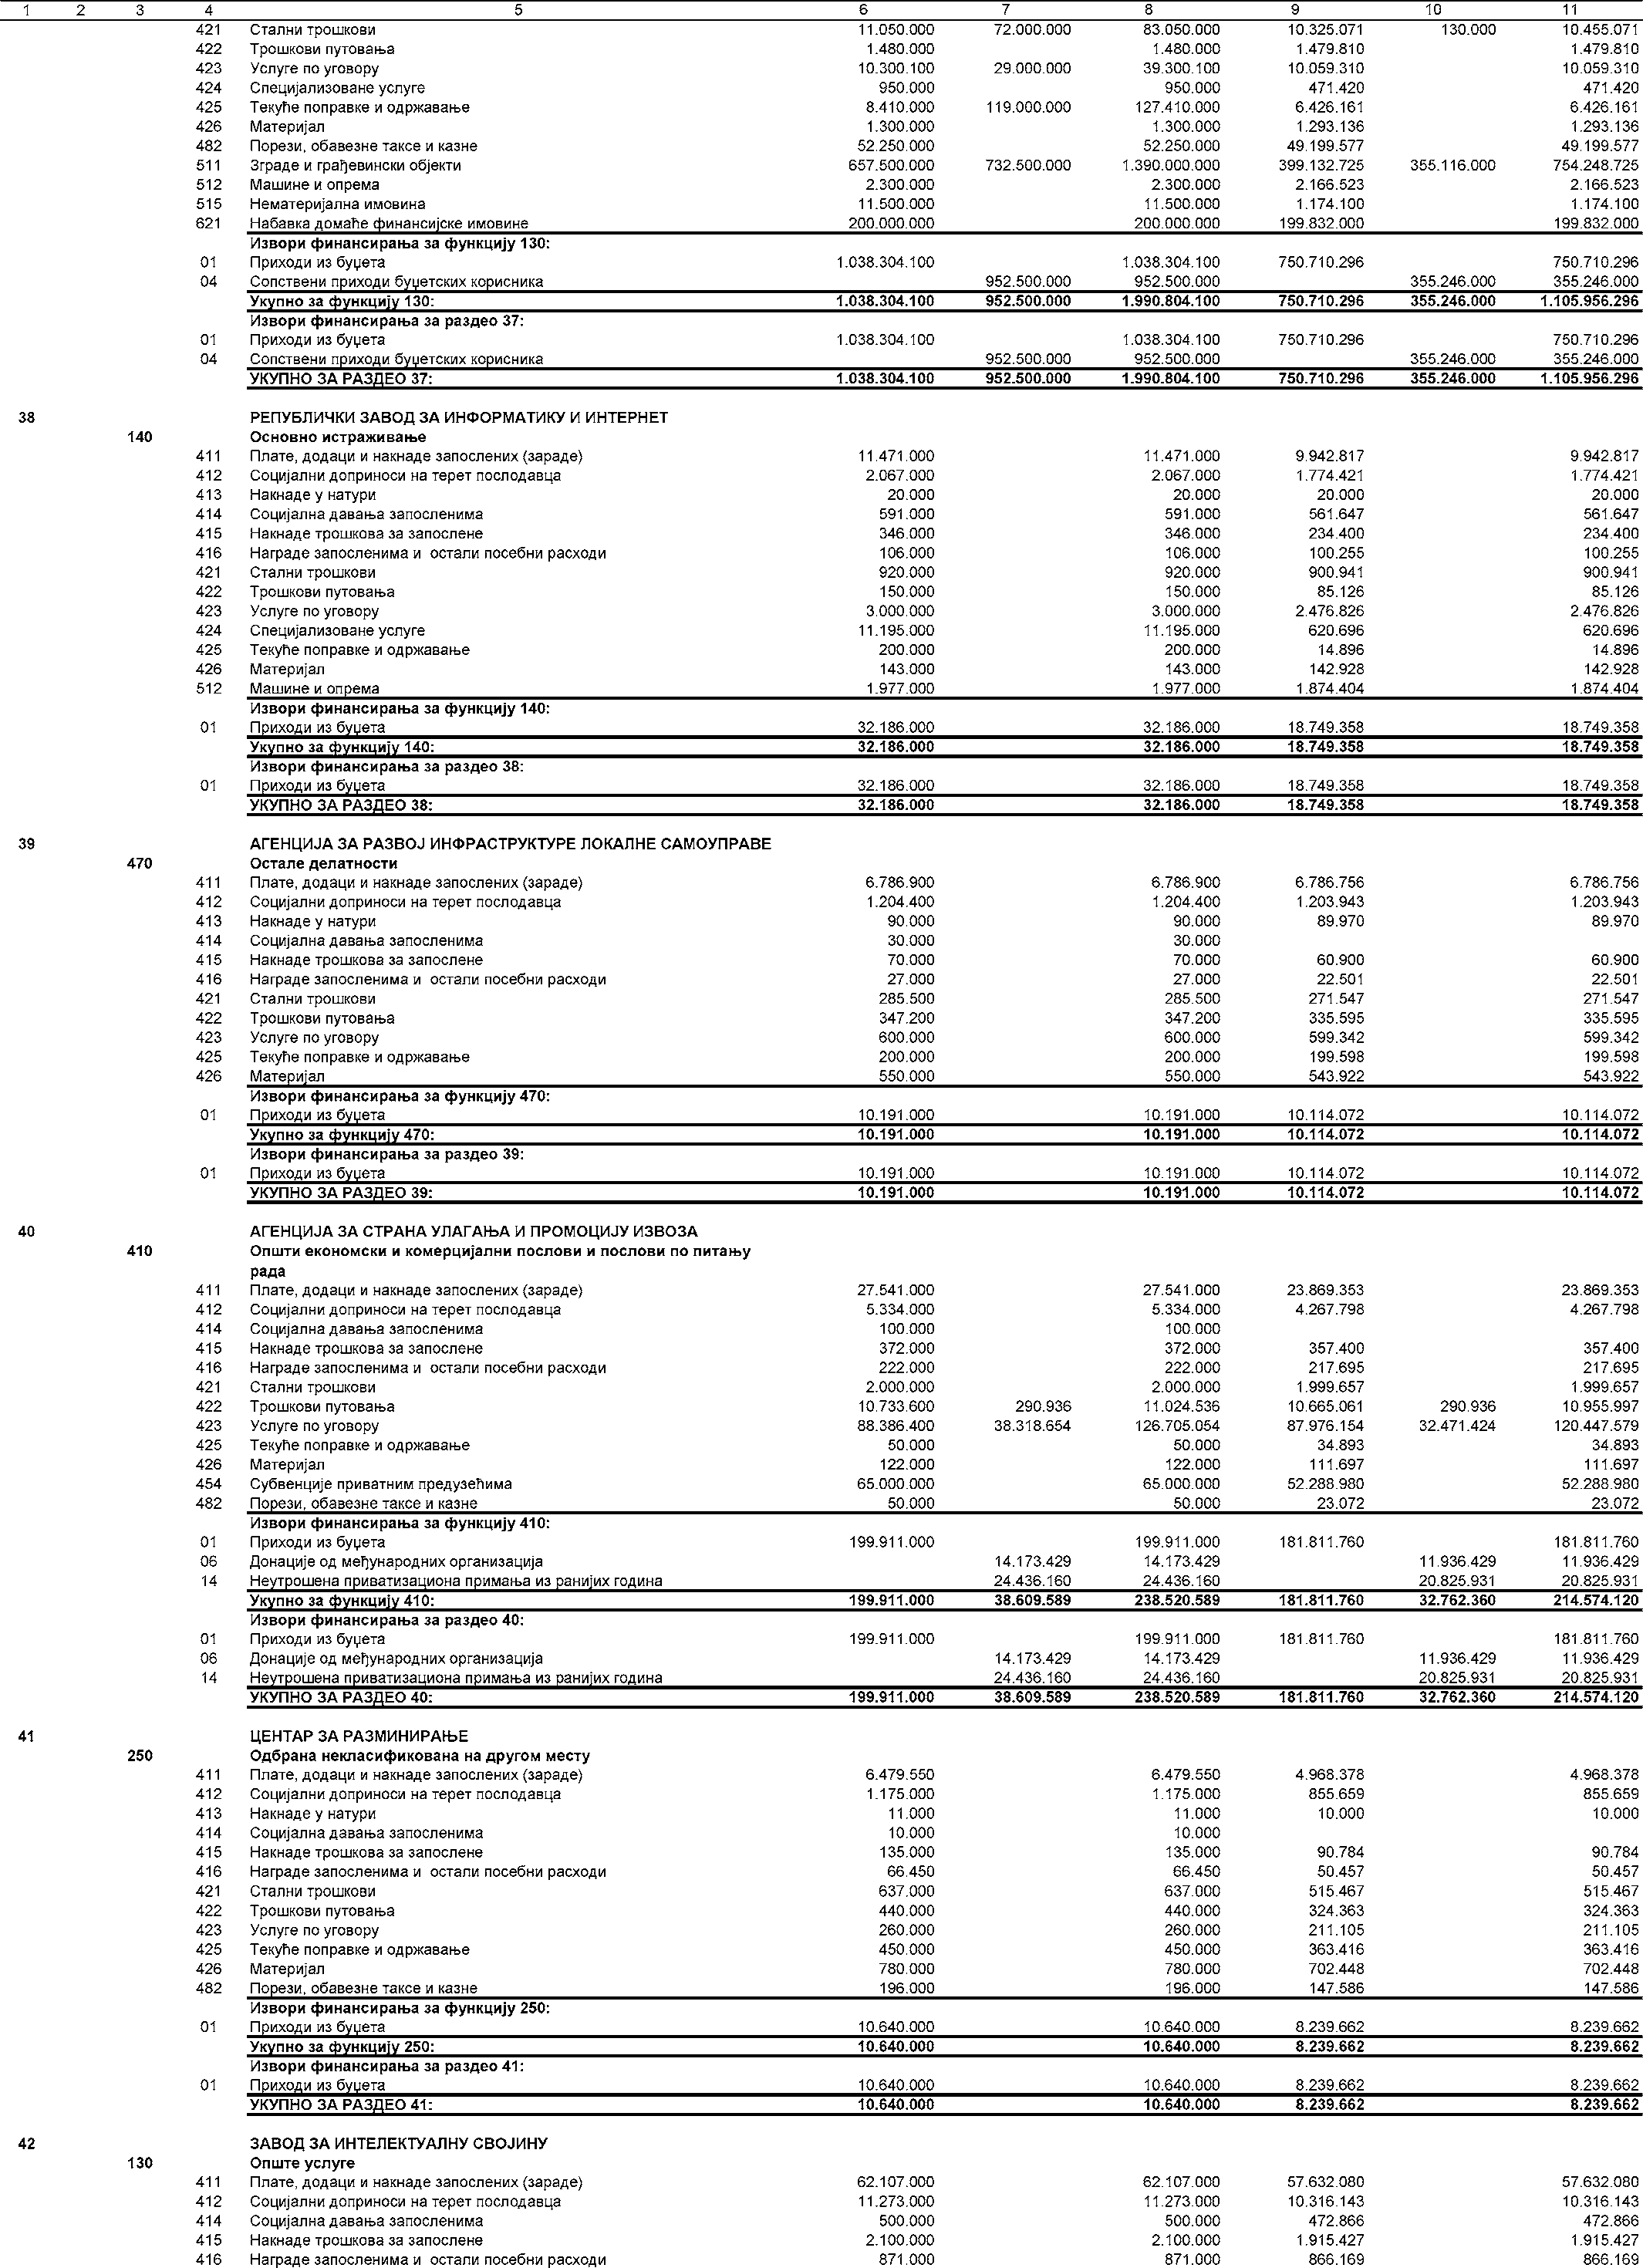 1 2 3 4 5 6 7 8 9 10 11
421 Стални трошкови 11.050.000 72.000.000 83.050.000 10.325.071 130.000 10.455.071
422 Трошкови путовања 1.480.000 1.480.000 1.479.810 1.479.810
423 Услуге по уговору 10.300.100 29.000.000 39.300.100 10.059.310 10.059.310
424 Специјализоване услуге 950.000 950.000 471.420 471.420
425 Текуће поправке и одржавање 8.410.000 119.000.000 127.410.000 6.426.161 6.426.161
426 Материјал 1.300.000 1.300.000 1.293.136 1.293.136
482 Порези, обавезне таксе и казне 52.250.000 52.250.000 49.199.577 49.199.577
511 Зграде и грађевински објекти 657.500.000 732.500.000 1.390.000.000 399.132.725 355.116.000 754.248.725
512 Машине и опрема 2.300.000 2.300.000 2.166.523 2.166.523
515 Нематеријална имовина 11.500.000 11.500.000 1.174.100 1.174.100
621 Набавка домаће финансијске имовине 200.000.000 200.000.000 199.832.000 199.832.000
Извори финансирања за функцију 130:
01 Приходи из буџета 1.038.304.100 1.038.304.100 750.710.296 750.710.296
04 Сопствени приходи буџетских корисника 952.500.000 952.500.000 355.246.000 355.246.000
Укупно за функцију 130: 1.038.304.100 952.500.000 1.990.804.100 750.710.296 355.246.000 1.105.956.296
Извори финансирања за раздео 37:
01 Приходи из буџета 1.038.304.100 1.038.304.100 750.710.296 750.710.296
04 Сопствени приходи буџетских корисника 952.500.000 952.500.000 355.246.000 355.246.000
УКУПНО ЗА РАЗДЕО 37: 1.038.304.100 952.500.000 1.990.804.100 750.710.296 355.246.000 1.105.956.296
38 РЕПУБЛИЧКИ ЗАВОД ЗА ИНФОРМАТИКУ И ИНТЕРНЕТ
140 Основно истраживање
411 Плате, додаци и накнаде запослених (зараде) 11.471.000 11.471.000 9.942.817 9.942.817
412 Социјални доприноси на терет послодавца 2.067.000 2.067.000 1.774.421 1.774.421
413 Накнаде у натури 20.000 20.000 20.000 20.000
414 Социјална давања запосленима 591.000 591.000 561.647 561.647
415 Накнаде трошкова за запослене 346.000 346.000 234.400 234.400
416 Награде запосленима и остали посебни расходи 106.000 106.000 100.255 100.255
421 Стални трошкови 920.000 920.000 900.941 900.941
422 Трошкови путовања 150.000 150.000 85.126 85.126
423 Услуге по уговору 3.000.000 3.000.000 2.476.826 2.476.826
424 Специјализоване услуге 11.195.000 11.195.000 620.696 620.696
425 Текуће поправке и одржавање 200.000 200.000 14.896 14.896
426 Материјал 143.000 143.000 142.928 142.928
512 Машине и опрема 1.977.000 1.977.000 1.874.404 1.874.404
Извори финансирања за функцију 140:
01 Приходи из буџета 32.186.000 32.186.000 18.749.358 18.749.358
Укупно за функцију 140: 32.186.000 32.186.000 18.749.358 18.749.358
Извори финансирања за раздео 38:
01 Приходи из буџета 32.186.000 32.186.000 18.749.358 18.749.358
УКУПНО ЗА РАЗДЕО 38: 32.186.000 32.186.000 18.749.358 18.749.358
39 АГЕНЦИЈА ЗА РАЗВОЈ ИНФРАСТРУКТУРЕ ЛОКАЛНЕ САМОУПРАВЕ
470 Остале делатности
411 Плате, додаци и накнаде запослених (зараде) 6.786.900 6.786.900 6.786.756 6.786.756
412 Социјални доприноси на терет послодавца 1.204.400 1.204.400 1.203.943 1.203.943
413 Накнаде у натури 90.000 90.000 89.970 89.970
414 Социјална давања запосленима 30.000 30.000
415 Накнаде трошкова за запослене 70.000 70.000 60.900 60.900
416 Награде запосленима и остали посебни расходи 27.000 27.000 22.501 22.501
421 Стални трошкови 285.500 285.500 271.547 271.547
422 Трошкови путовања 347.200 347.200 335.595 335.595
423 Услуге по уговору 600.000 600.000 599.342 599.342
425 Текуће поправке и одржавање 200.000 200.000 199.598 199.598
426 Материјал 550.000 550.000 543.922 543.922
Извори финансирања за функцију 470:
01 Приходи из буџета 10.191.000 10.191.000 10.114.072 10.114.072
Укупно за функцију 470: 10.191.000 10.191.000 10.114.072 10.114.072
Извори финансирања за раздео 39:
01 Приходи из буџета 10.191.000 10.191.000 10.114.072 10.114.072
УКУПНО ЗА РАЗДЕО 39: 10.191.000 10.191.000 10.114.072 10.114.072
40 АГЕНЦИЈА ЗА СТРАНА УЛАГАЊА И ПРОМОЦИЈУ ИЗВОЗА
410 Општи економски и комерцијални послови и послови по питању
рада
411 Плате, додаци и накнаде запослених (зараде) 27.541.000 27.541.000 23.869.353 23.869.353
412 Социјални доприноси на терет послодавца 5.334.000 5.334.000 4.267.798 4.267.798
414 Социјална давања запосленима 100.000 100.000
415 Накнаде трошкова за запослене 372.000 372.000 357.400 357.400
416 Награде запосленима и остали посебни расходи 222.000 222.000 217.695 217.695
421 Стални трошкови 2.000.000 2.000.000 1.999.657 1.999.657
422 Трошкови путовања 10.733.600 290.936 11.024.536 10.665.061 290.936 10.955.997
423 Услуге по уговору 88.386.400 38.318.654 126.705.054 87.976.154 32.471.424 120.447.579
425 Текуће поправке и одржавање 50.000 50.000 34.893 34.893
426 Материјал 122.000 122.000 111.697 111.697
454 Субвенције приватним предузећима 65.000.000 65.000.000 52.288.980 52.288.980
482 Порези, обавезне таксе и казне 50.000 50.000 23.072 23.072
Извори финансирања за функцију 410:
01 Приходи из буџета 199.911.000 199.911.000 181.811.760 181.811.760
06 Донације од међународних организација 14.173.429 14.173.429 11.936.429 11.936.429
14 Неутрошена приватизациона примања из ранијих година 24.436.160 24.436.160 20.825.931 20.825.931
Укупно за функцију 410: 199.911.000 38.609.589 238.520.589 181.811.760 32.762.360 214.574.120
Извори финансирања за раздео 40:
01 Приходи из буџета 199.911.000 199.911.000 181.811.760 181.811.760
06 Донације од међународних организација 14.173.429 14.173.429 11.936.429 11.936.429
14 Неутрошена приватизациона примања из ранијих година 24.436.160 24.436.160 20.825.931 20.825.931
УКУПНО ЗА РАЗДЕО 40: 199.911.000 38.609.589 238.520.589 181.811.760 32.762.360 214.574.120
41 ЦЕНТАР ЗА РАЗМИНИРАЊЕ
250 Одбрана некласификована на другом месту
411 Плате, додаци и накнаде запослених (зараде) 6.479.550 6.479.550 4.968.378 4.968.378
412 Социјални доприноси на терет послодавца 1.175.000 1.175.000 855.659 855.659
413 Накнаде у натури 11.000 11.000 10.000 10.000
414 Социјална давања запосленима 10.000 10.000
415 Накнаде трошкова за запослене 135.000 135.000 90.784 90.784
416 Награде запосленима и остали посебни расходи 66.450 66.450 50.457 50.457
421 Стални трошкови 637.000 637.000 515.467 515.467
422 Трошкови путовања 440.000 440.000 324.363 324.363
423 Услуге по уговору 260.000 260.000 211.105 211.105
425 Текуће поправке и одржавање 450.000 450.000 363.416 363.416
426 Материјал 780.000 780.000 702.448 702.448
482 Порези, обавезне таксе и казне 196.000 196.000 147.586 147.586
Извори финансирања за функцију 250:
01 Приходи из буџета 10.640.000 10.640.000 8.239.662 8.239.662
Укупно за функцију 250: 10.640.000 10.640.000 8.239.662 8.239.662
Извори финансирања за раздео 41:
01 Приходи из буџета 10.640.000 10.640.000 8.239.662 8.239.662
УКУПНО ЗА РАЗДЕО 41: 10.640.000 10.640.000 8.239.662 8.239.662
42 ЗАВОД ЗА ИНТЕЛЕКТУАЛНУ СВОЈИНУ
130 Опште услуге
411 Плате, додаци и накнаде запослених (зараде) 62.107.000 62.107.000 57.632.080 57.632.080
412 Социјални доприноси на терет послодавца 11.273.000 11.273.000 10.316.143 10.316.143
414 Социјална давања запосленима 500.000 500.000 472.866 472.866
415 Накнаде трошкова за запослене 2.100.000 2.100.000 1.915.427 1.915.427
416 Награде запосленима и остали посебни расходи 871.000 871.000 866.169 866.169